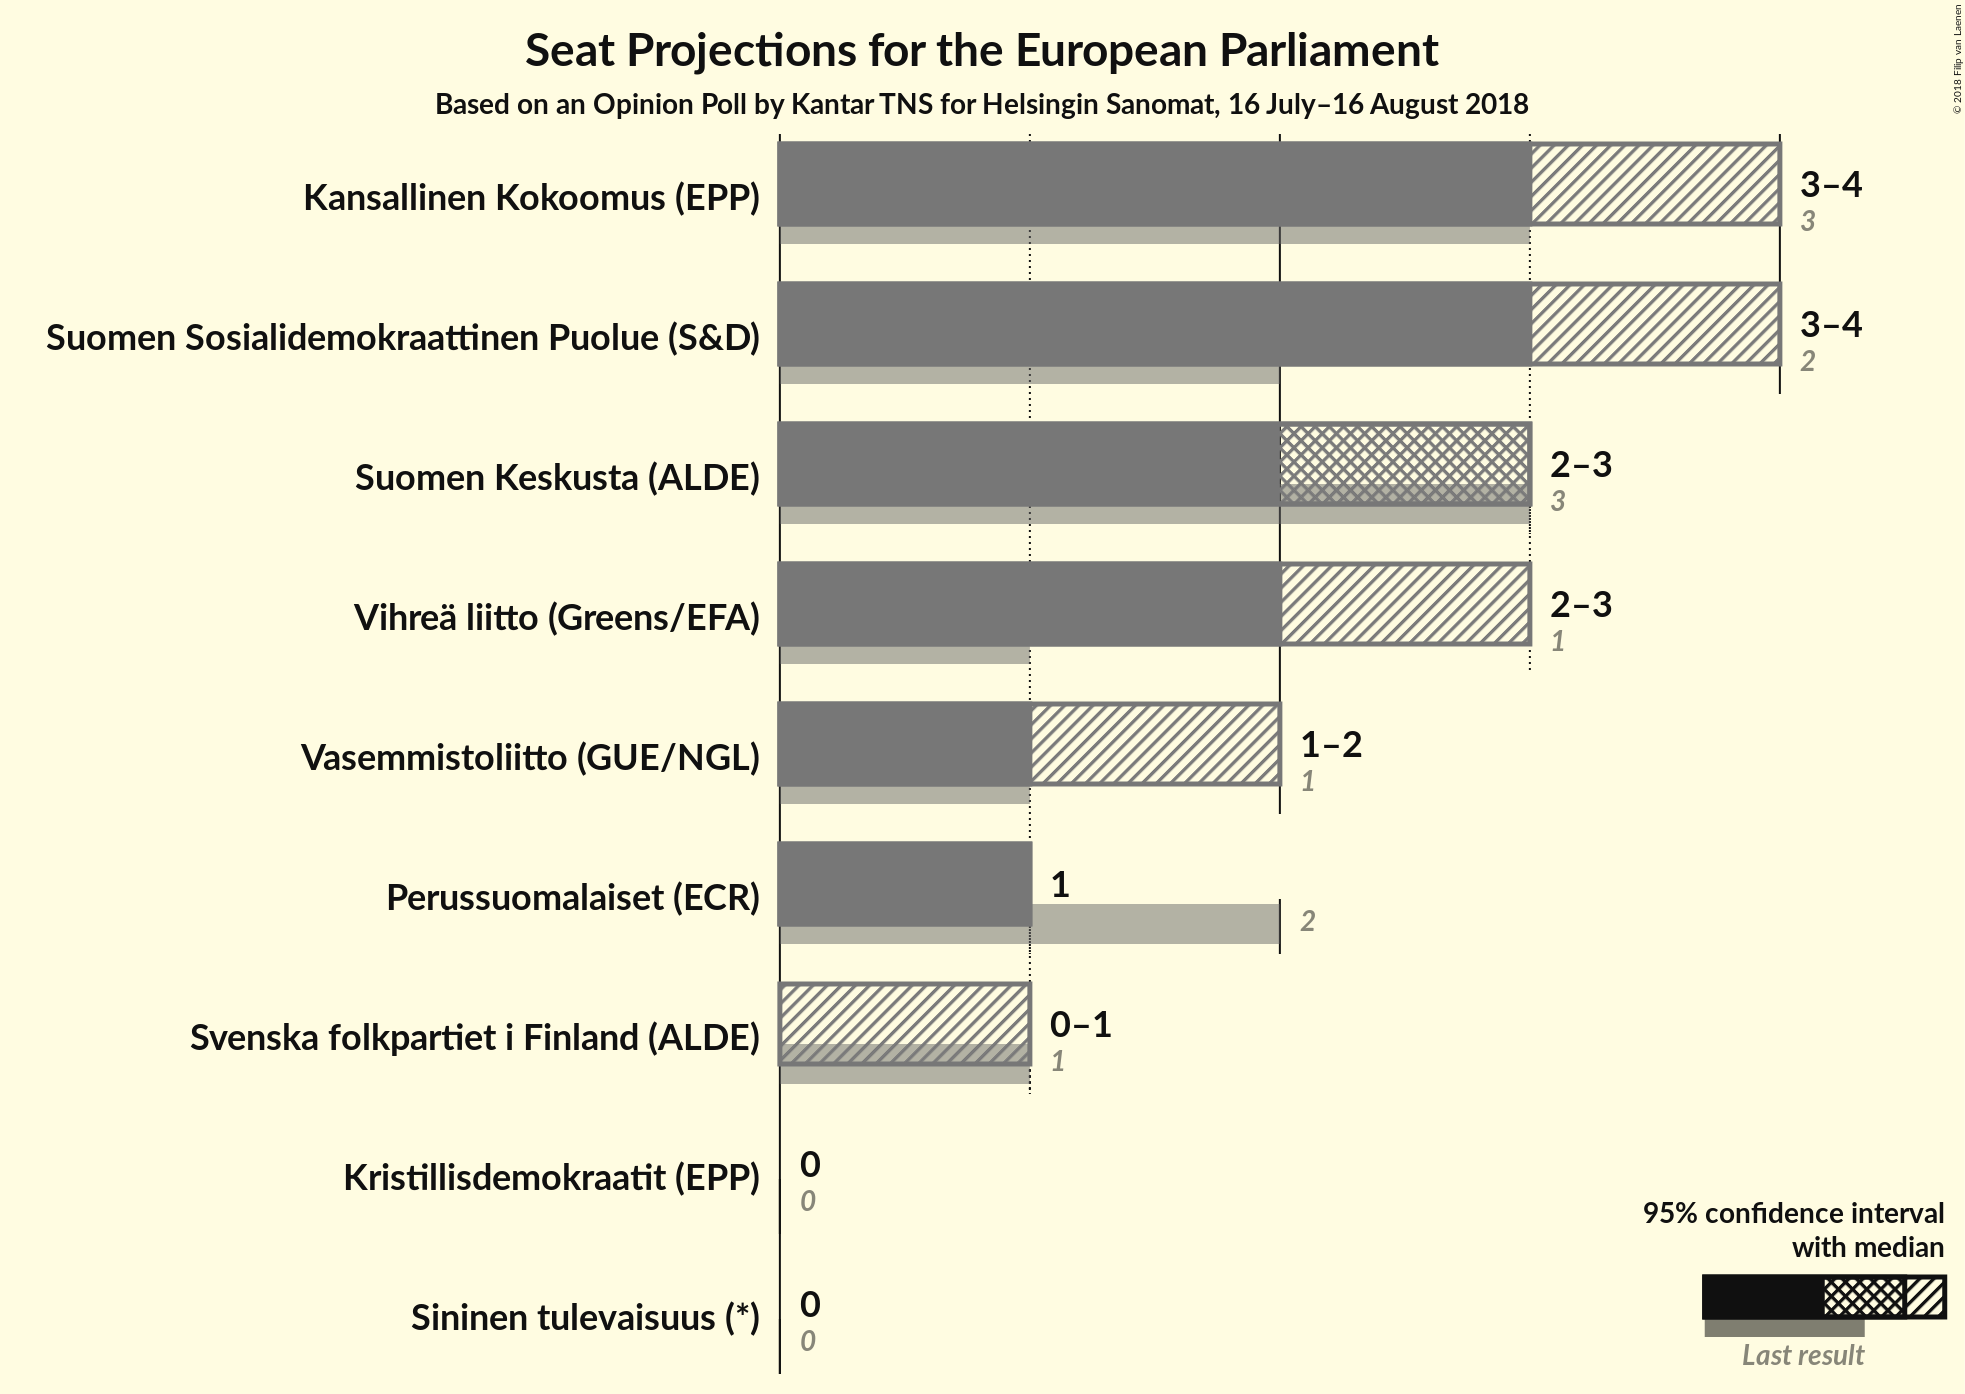 Seat Projections for the European Parliament
Based on an Opinion Poll by Kantar TNS for Helsingin Sanomat, 16 July–16 August 2018
© 2018 Filip van Laenen
Kansallinen Kokoomus (EPP)
3–4
3
Suomen Sosialidemokraattinen Puolue (S&D)
3–4
2
Suomen Keskusta (ALDE)
2–3
3
Vihreä liitto (Greens/EFA)
2–3
1
Vasemmistoliitto (GUE/NGL)
1–2
1
Perussuomalaiset (ECR)
1
2
Svenska folkpartiet i Finland (ALDE)
0–1
1
Kristillisdemokraatit (EPP)
0
0
Sininen tulevaisuus (*)
0
0
95% confidence interval
with median
Last result